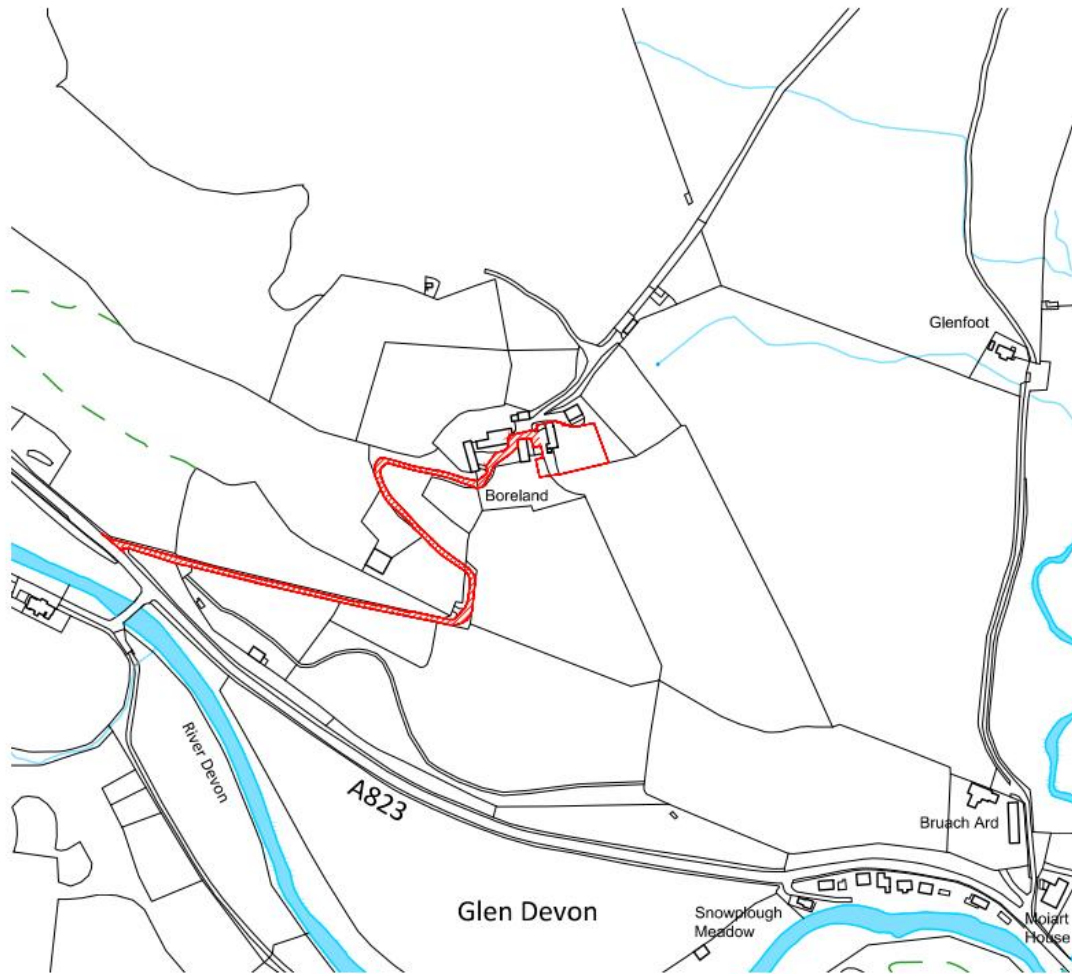 Glenfoot
Boreland
River Devon
A823
Bruach Ard
Glen Devon
Snowplough
Meadow
Moiart
House